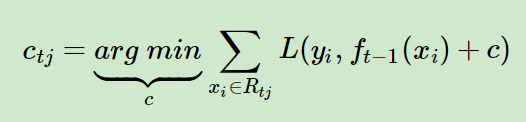 c_{tj} = \underbrace{arg\ min}_{c} \sum_{x_i \in R_{tj}} L(y_i, f_{t-1}(x_i) + c)